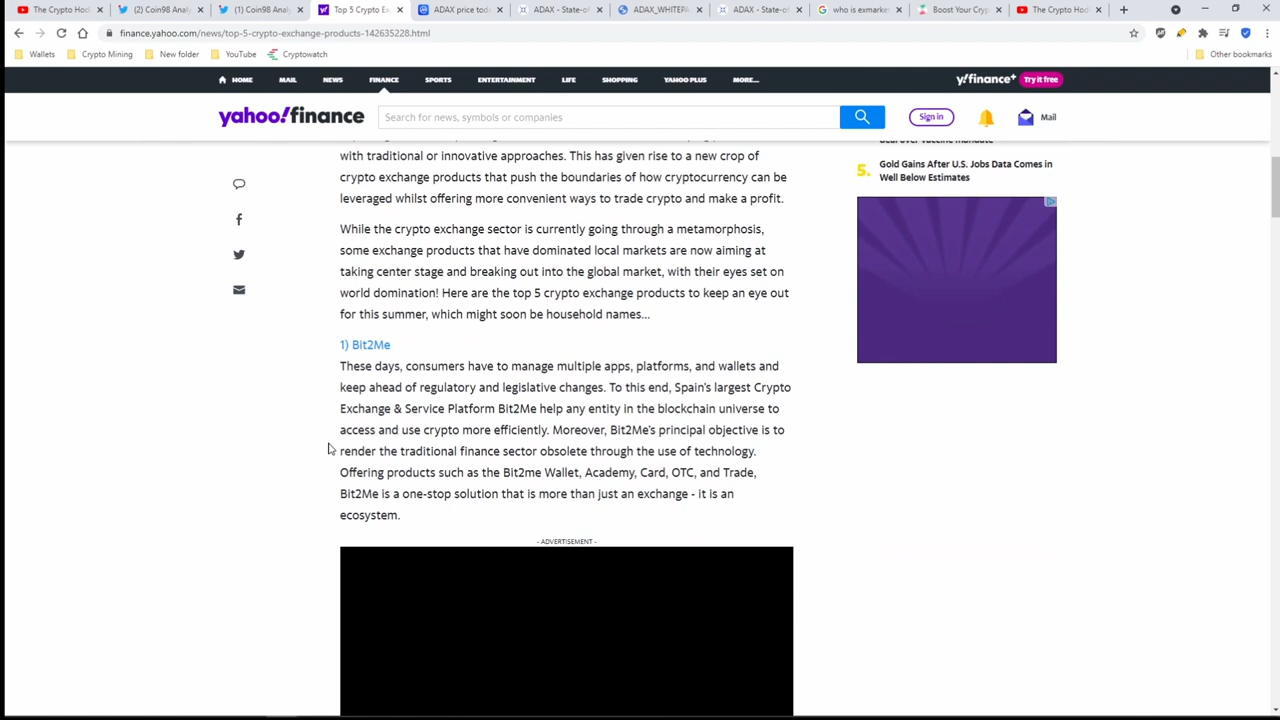 The Crypto Hod
(2) Coin98 Analy
(1) Coin98 Analy
Top 5 Crypto Ex
ADAX price toda
ADAX - State-of
ADAX_WHITEPA
ADAX - State-of
who is exmarket
Boost Your Cryp
The Crypto Hod
finance.yahoo.com/news/top-5-crypto-exchange-products-142635228.html
Wallets
Crypto Mining
New folder
YouTube
Cryptowatch
Other bookmarks
HOME
MAIL
NEWS
FINANCE
SPORTS
ENTERTAINMENT
LIFE
SHOPPING
YAHOO PLUS
MORE...
y!finance+
Try it free
yahoo!finance
Search for news, symbols or companies
Sign in
Mail
with traditional or innovative approaches. This has given rise to a new crop of
crypto exchange products that push the boundaries of how cryptocurrency can be
leveraged whilst offering more convenient ways to trade crypto and make a profit.
While the crypto exchange sector is currently going through a metamorphosis,
some exchange products that have dominated local markets are now aiming at
taking center stage and breaking out into the global market, with their eyes set on
world domination! Here are the top 5 crypto exchange products to keep an eye out
for this summer, which might soon be household names...
1) Bit2Me
These days, consumers have to manage multiple apps, platforms, and wallets and
keep ahead of regulatory and legislative changes. To this end, Spain's largest Crypto
Exchange & Service Platform Bit2Me help any entity in the blockchain universe to
access and use crypto more efficiently. Moreover, Bit2Me's principal objective is to
render the traditional finance sector obsolete through the use of technology.
Offering products such as the Bit2me Wallet, Academy, Card, OTC, and Trade,
Bit2Me is a one-stop solution that is more than just an exchange - it is an
ecosystem.
- ADVERTISEMENT -
deal over vaccine mandate
5.
Gold Gains After U.S. Jobs Data Comes in
Well Below Estimates